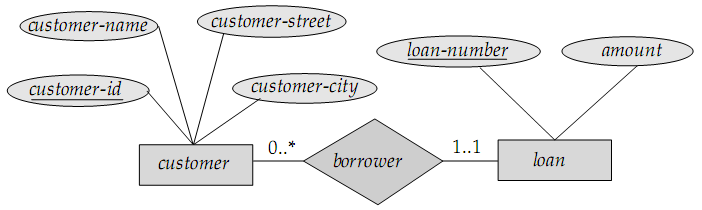 customer-name
customer-street
loan-number
amount
customer-id
customer-city
customer
0..*
borrower
1..1
loan